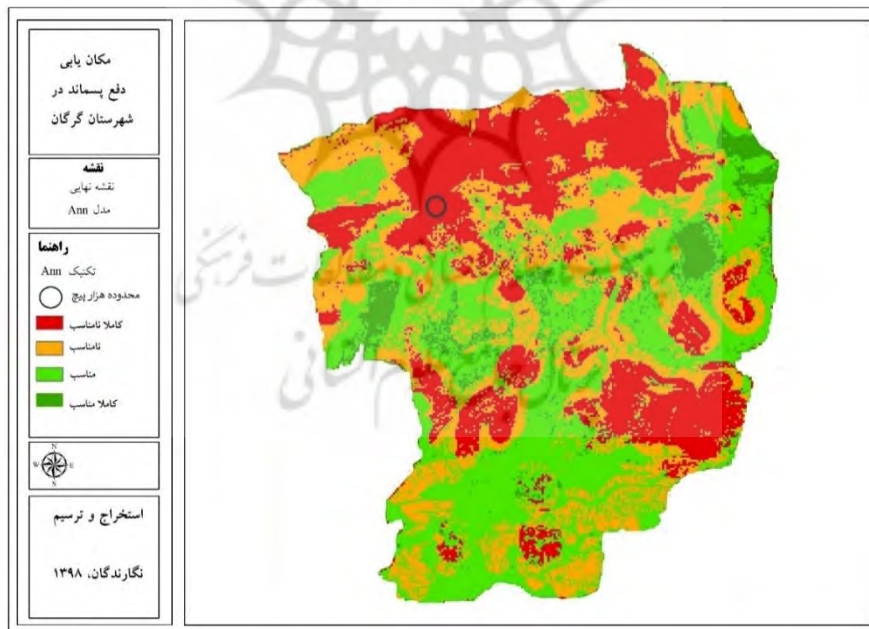 مکان یابی
دفع پسماند در
شهرستان گرگان
نقشه
نقشه نهایی
مدل Ann
راهنما
تکنیک Ann
محدوده هزار پیچ
کاملا نامناسب
نامناسب
مناسب
کاملا مناسب
N
W E
S
استخراج و ترسیم
نگارندگان، ۱۳۹۸